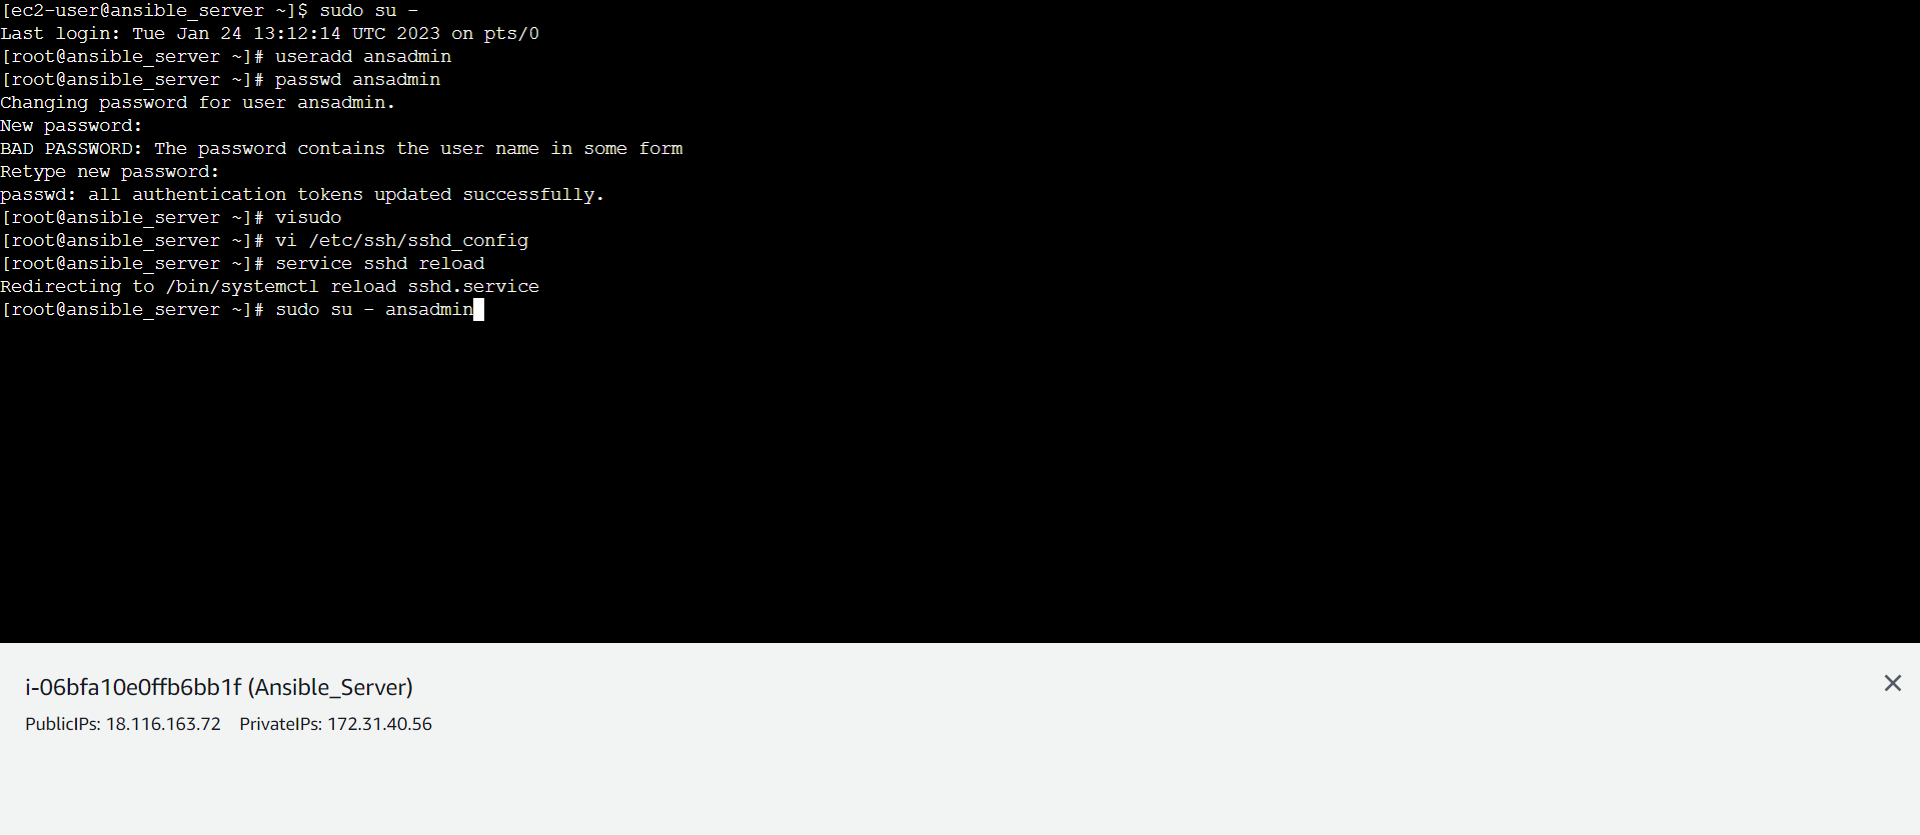 [ec2-user@ansible_server ~]$ sudo su -
Last login: Tue Jan 24 13:12:14 UTC 2023 on pts/0
[root@ansible_server ~]# useradd ansadmin
[root@ansible_server ~]# passwd ansadmin
Changing password for user ansadmin.
New password:
BAD PASSWORD: The password contains the user name in some form
Retype new password:
passwd: all authentication tokens updated successfully.
[root@ansible_server ~]# visudo
[root@ansible_server ~]# vi /etc/ssh/sshd_config
[root@ansible_server ~]# service sshd reload
Redirecting to /bin/systemctl reload sshd.service
[root@ansible_server ~]# sudo su - ansadmin
i-06bfa10e0ffb6bb1f (Ansible_Server)
PublicIPs: 18.116.163.72 PrivateIPs: 172.31.40.56